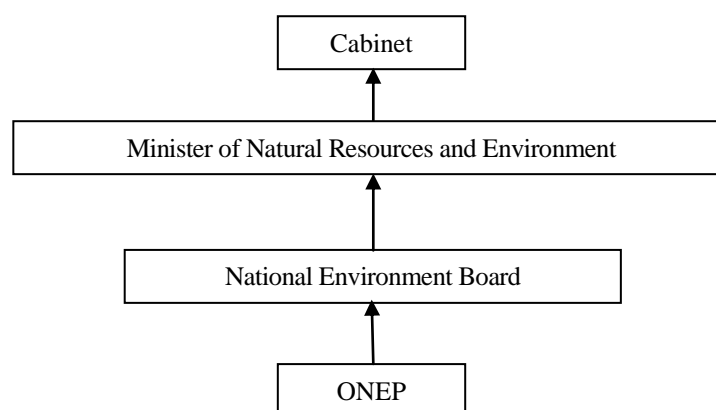 Cabinet
Minister of Natural Resources and Environment
National Environment Board
ONEP